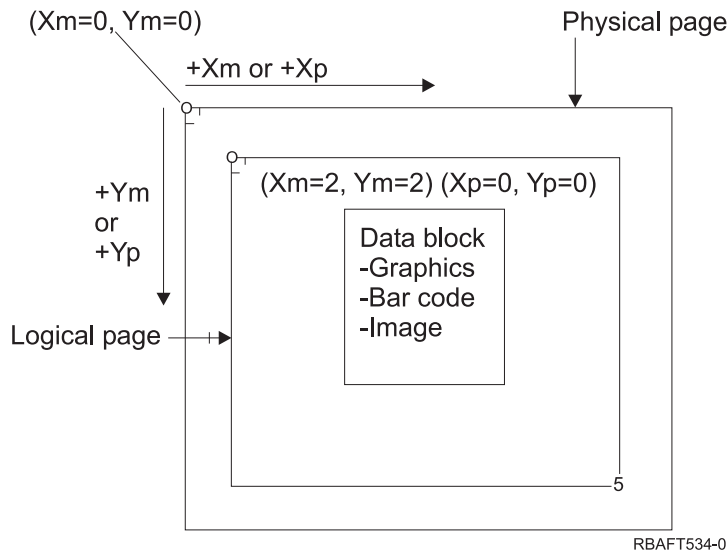 (Xm=0, Ym=0)
Physical page
+Xm or +Xp
+Ym
or
+Yp
(Xm=2, Ym=2) (Xp=0, Yp=0)
Data block
-Graphics
-Bar code
-Image
Logical page
5
RBAFT534-0